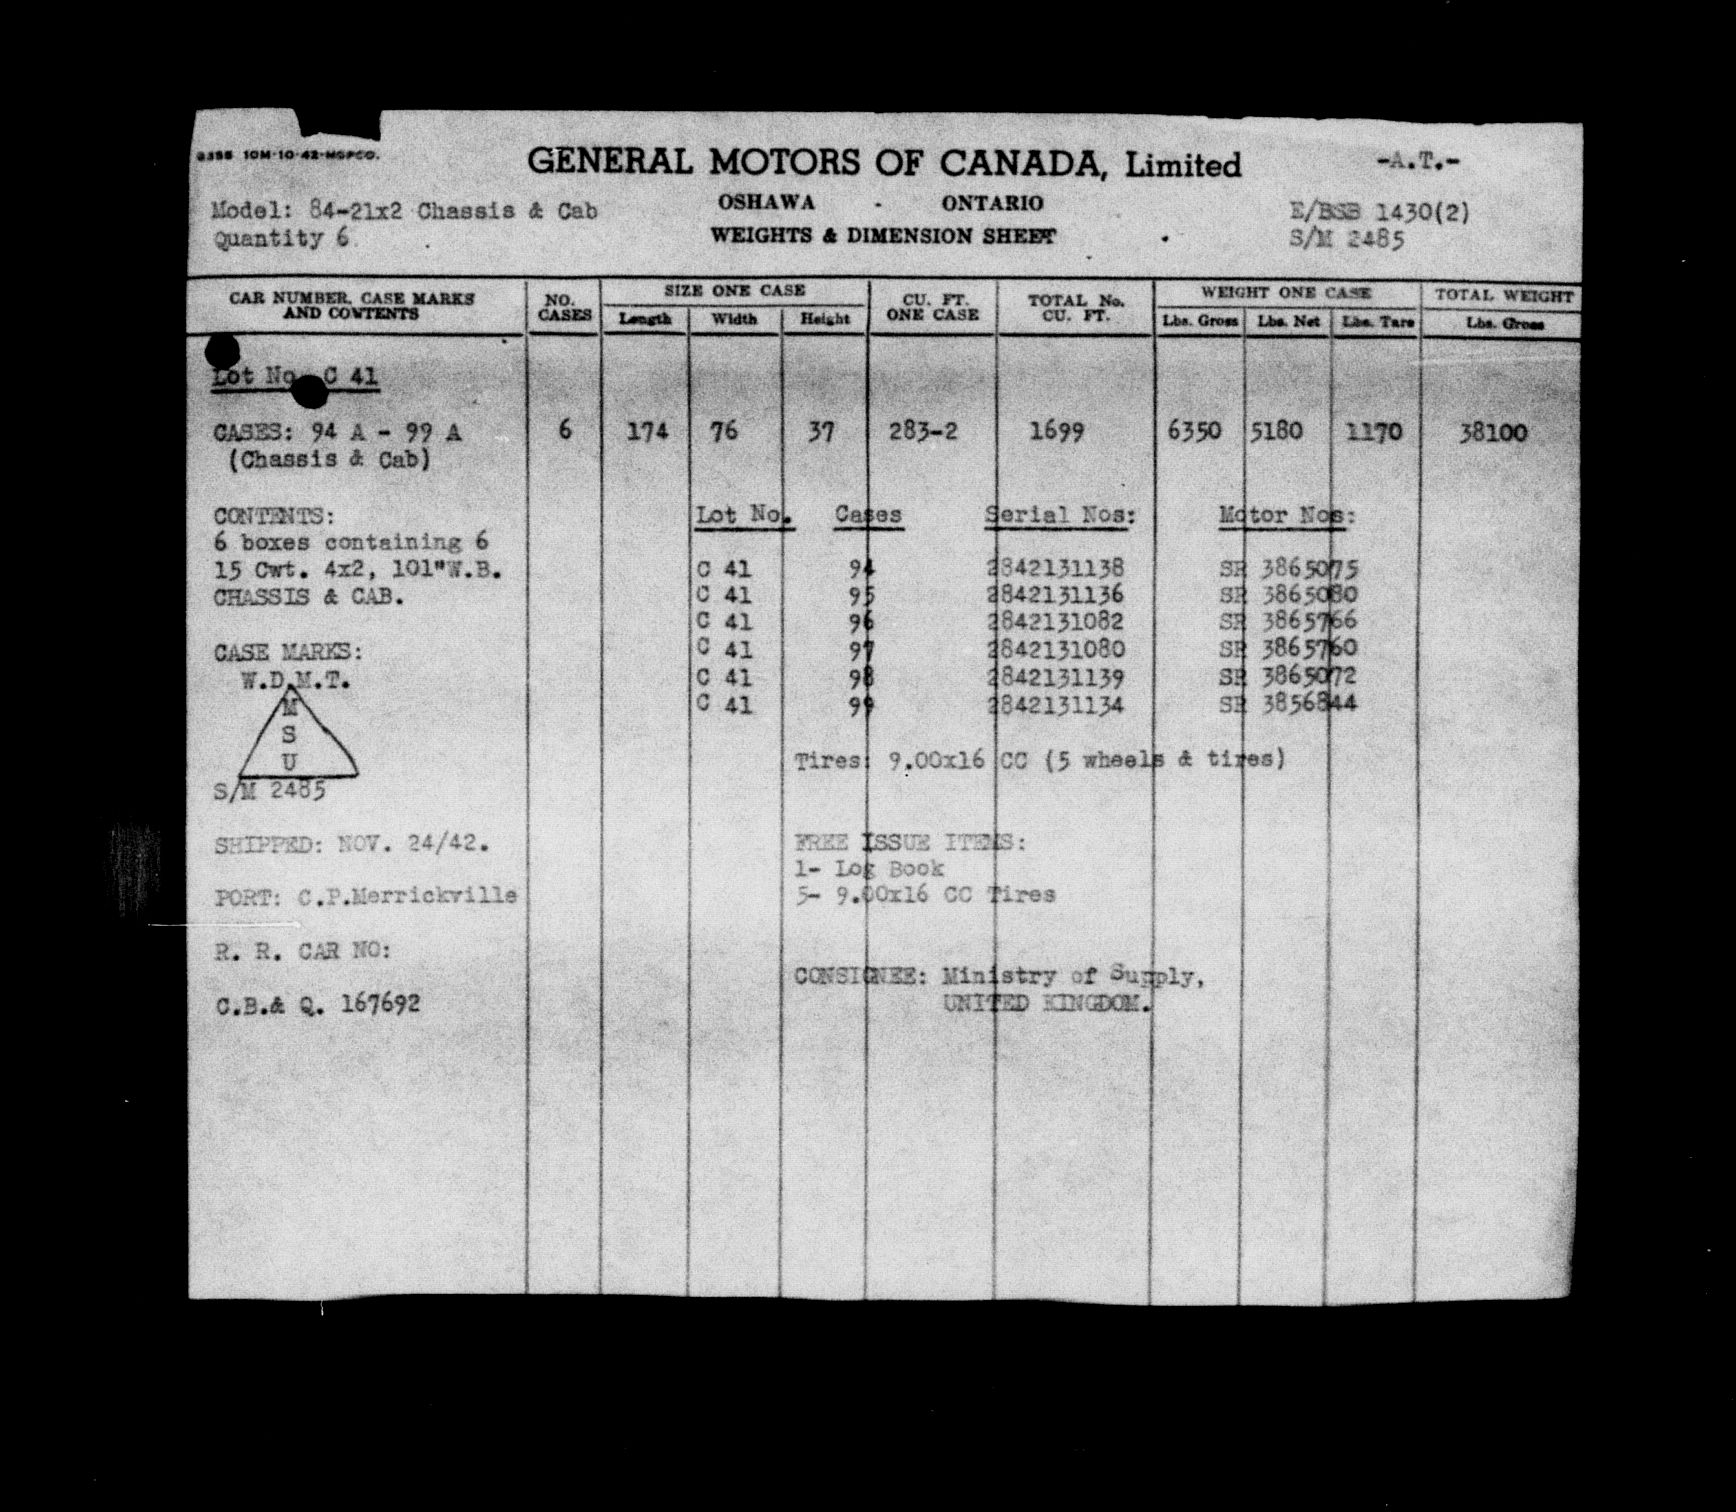 10M-10-42-MSPCO.
GENERAL MOTORS OF CANADA, Limited
-A.T.-
Model: 84-21x2 Chassis & Cab
OSHAWA - ONTARIO
E/BSB 1430(2)
Quantity 6
WEIGHTS & DIMENSION SHEET
S/M 2485
CAR NUMBER, CASE MARKS AND CONTENTS
NO. CASES
SIZE ONE CASE
Length Width Height
CU. FT. ONE CASE
TOTAL No. CU. FT.
WEIGHT ONE CASE
Lbs. Gross Lbs. Net Lbs. Tare
TOTAL WEIGHT
Lbs. Gross
Lot No. C 41
CASES: 94 A - 99 A 6 174 76 37 283-2 1699 6350 5180 1170 38100
(Chassis & Cab)
CONTENTS:
6 boxes containing 6
15 Cwt. 4x2, 101"W.B.
CHASSIS & CAB.
CASE MARKS:
W.D.M.T.
M
S
U
S/M 2485
SHIPPED: NOV. 24/42.
PORT: C.P.Merrickville
R. R. CAR NO:
C.B.& Q. 167692
Lot No. Cases Serial Nos: Motor Nos:
C 41 94 2842131138 SR 3865075
C 41 95 2842131136 SR 3865080
C 41 96 2842131082 SR 3865766
C 41 97 2842131080 SR 3865760
C 41 98 2842131139 SR 3865072
C 41 99 2842131134 SR 3856844
Tires: 9.00x16 CC (5 wheels & tires)
FREE ISSUE ITEMS:
1- Log Book
5- 9.00x16 CC Tires
CONSIGNEE: Ministry of Supply,
UNITED KINGDOM.